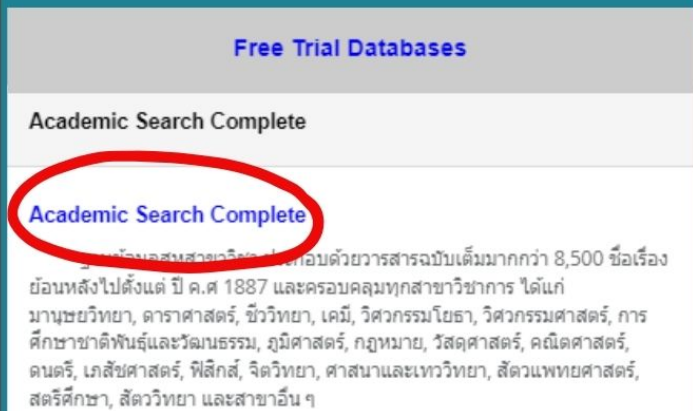 Free Trial Databases
Academic Search Complete
Academic Search Complete
ประกอบด้วยวารสารฉบับเต็มมากกว่า 8,500 ชื่อเรื่อง
ย้อนหลังไปตั้งแต่ ปี ค.ศ 1887 และครอบคลุมทุกสาขาวิชาการ ได้แก่
มานุษยวิทยา, ดาราศาสตร์, ชีววิทยา, เคมี, วิศวกรรมโยธา, วิศวกรรมศาสตร์, การ
ศึกษาชาติพันธุ์และวัฒนธรรม, ภูมิศาสตร์, กฎหมาย, วัสดุศาสตร์, คณิตศาสตร์,
ดนตรี, เภสัชศาสตร์, ฟิสิกส์, จิตวิทยา, ศาสนาและเทววิทยา, สัตวแพทยศาสตร์,
สตรีศึกษา, สัตววิทยา และสาขาอื่น ๆ